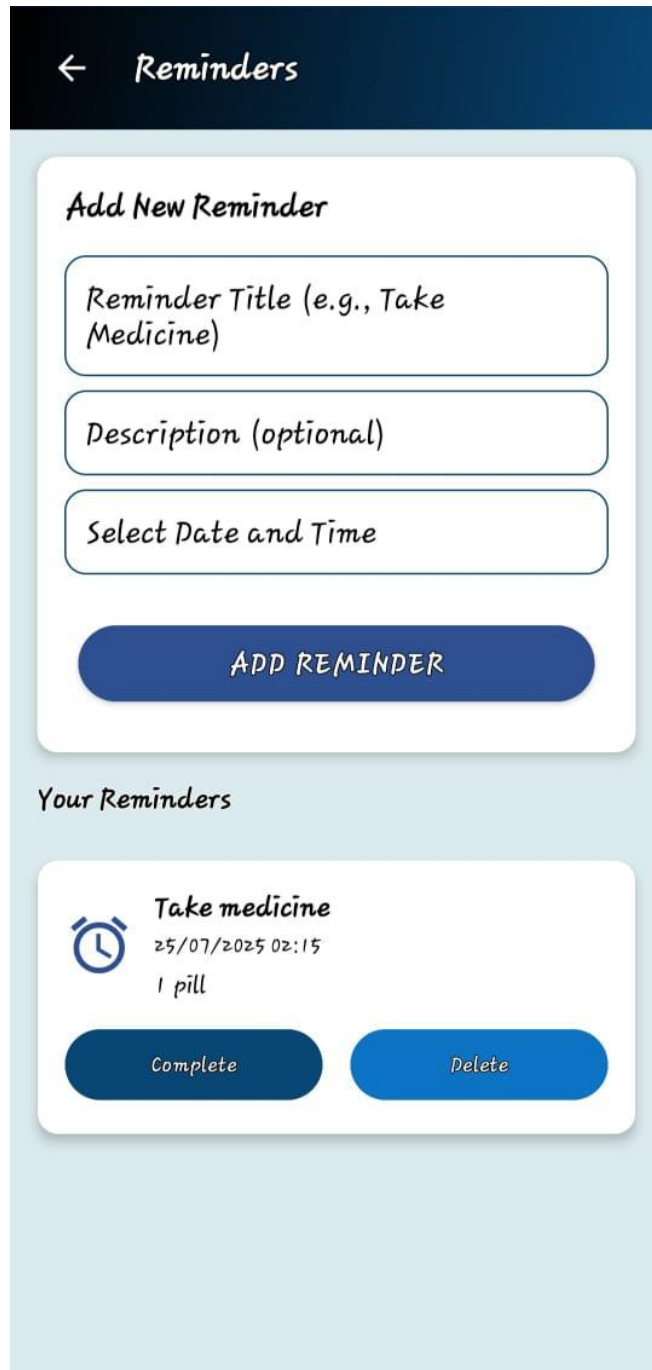 Reminders
Add New Reminder
Reminder Title (e.g., Take
Medicine)
Description (optional)
Select Date and Time
ADD REMINDER
Your Reminders
Take medicine
25/07/2025 02:15
1 pill
Complete
Delete